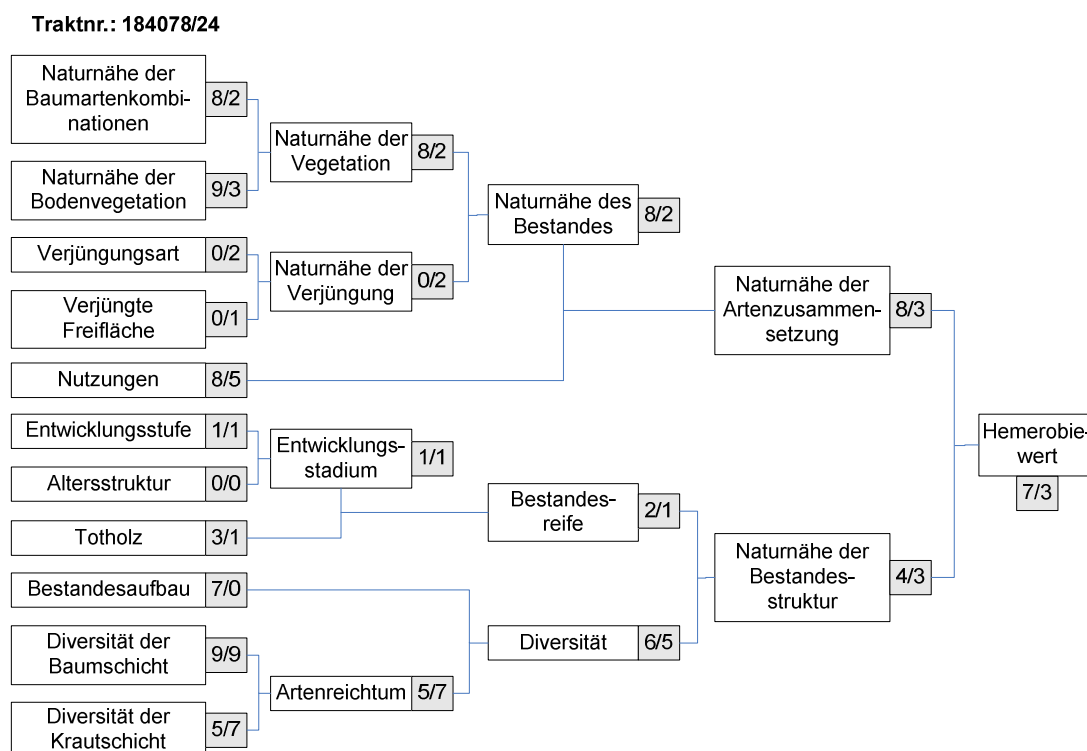 Traktnr.: 184078/24
Naturnähe der
Baumartenkombi-
nationen
8/2
Naturnähe der
Bodenvegetation
9/3
Verjüngungsart
0/2
Verjüngte
Freifläche
0/1
Nutzungen
8/5
Entwicklungsstufe
1/1
Altersstruktur
0/0
Totholz
3/1
Bestandesaufbau
7/0
Diversität der
Baumschicht
9/9
Diversität der
Krautschicht
5/7
Naturnähe der
Vegetation
8/2
Naturnähe der
Verjüngung
0/2
Entwicklungs-
stadium
1/1
Artenreichtum
5/7
Naturnähe des
Bestandes
8/2
Bestandes-
reife
2/1
Diversität
6/5
Naturnähe der
Artenzusammen-
setzung
8/3
Naturnähe der
Bestandes-
struktur
4/3
Hemerobie-
wert
7/3